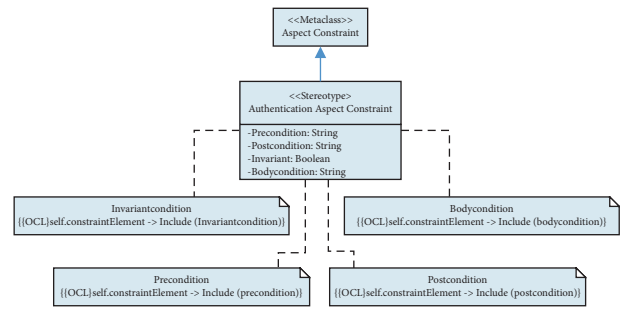 <<Metaclass>>
Aspect Constraint
<<Stereotype>
Authentication Aspect Constraint
-Precondition: String
-Postcondition: String
-Invariant: Boolean
-Bodycondition: String
Invariantcondition
{{OCL}self.constraintElement -> Include (Invariantcondition)}
Bodycondition
{{OCL}self.constraintElement -> Include (bodycondition)}
Precondition
{{OCL}self.constraintElement -> Include (precondition)}
Postcondition
{{OCL}self.constraintElement -> Include (postcondition)}